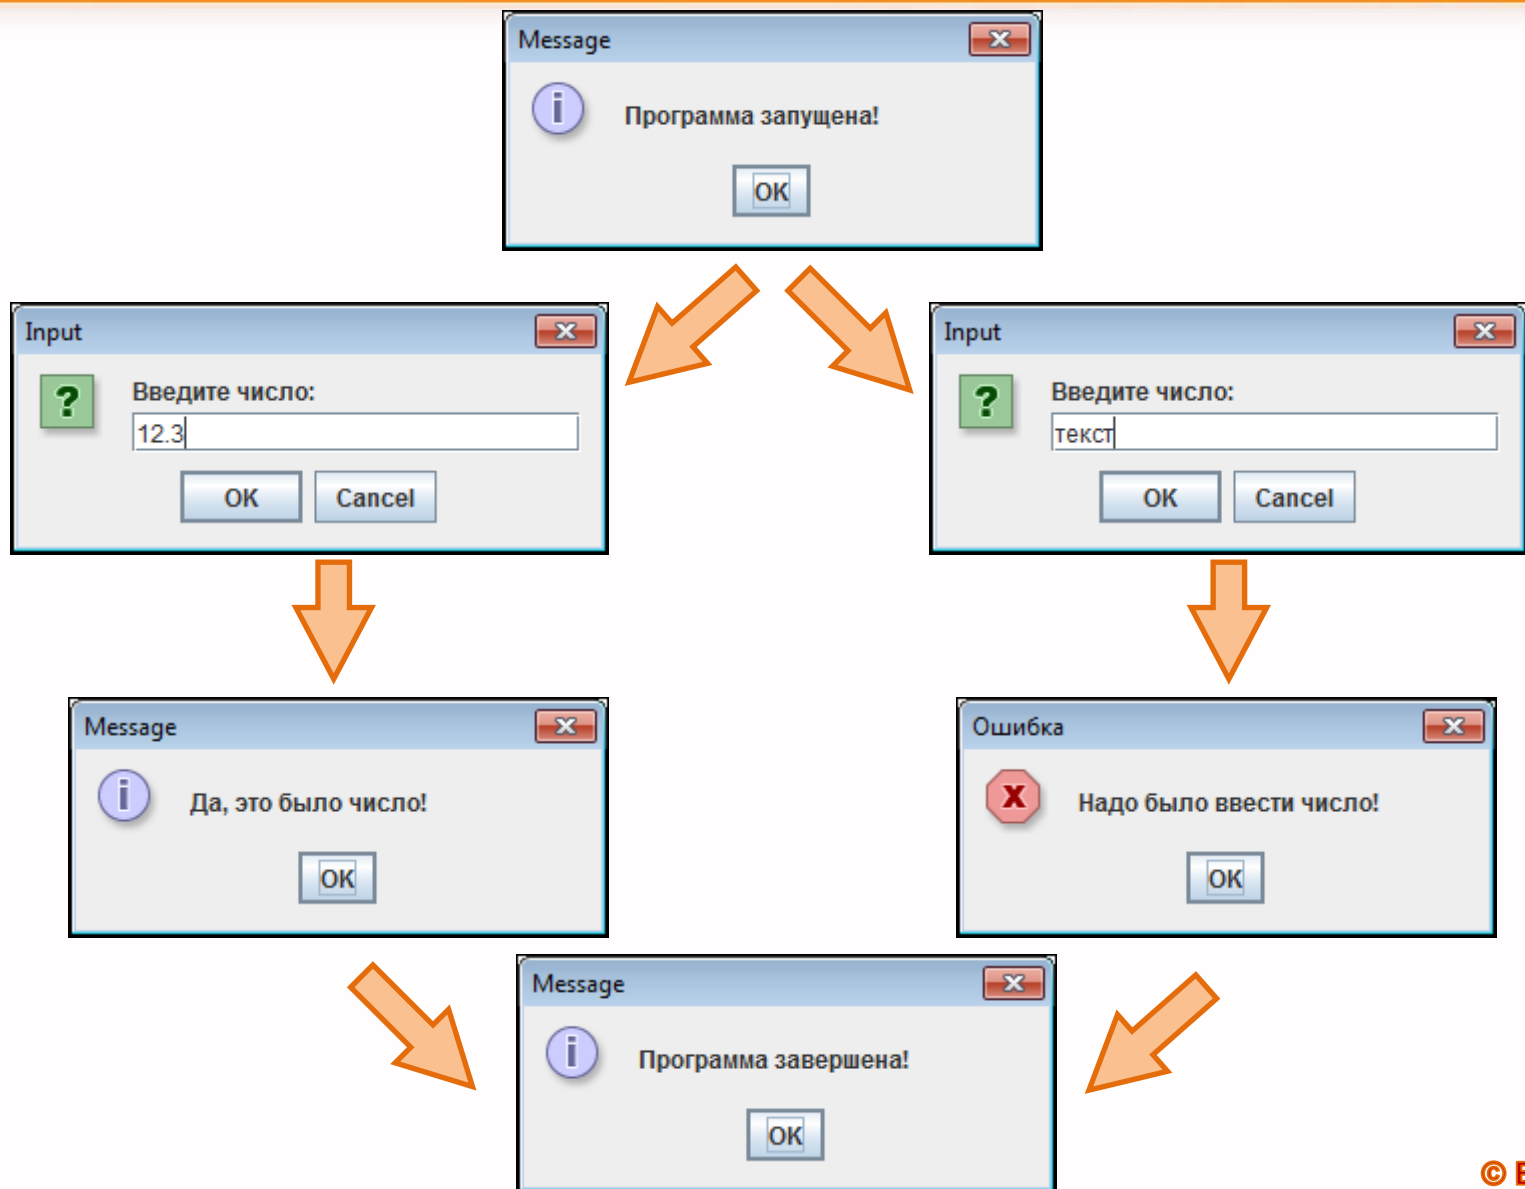 Message
Программа запущена!
OK
Input
Введите число:
12.3
OK Cancel
Input
Введите число:
текст
OK Cancel
Message
Да, это было число!
OK
Ошибка
Надо было ввести число!
OK
Message
Программа завершена!
OK
©